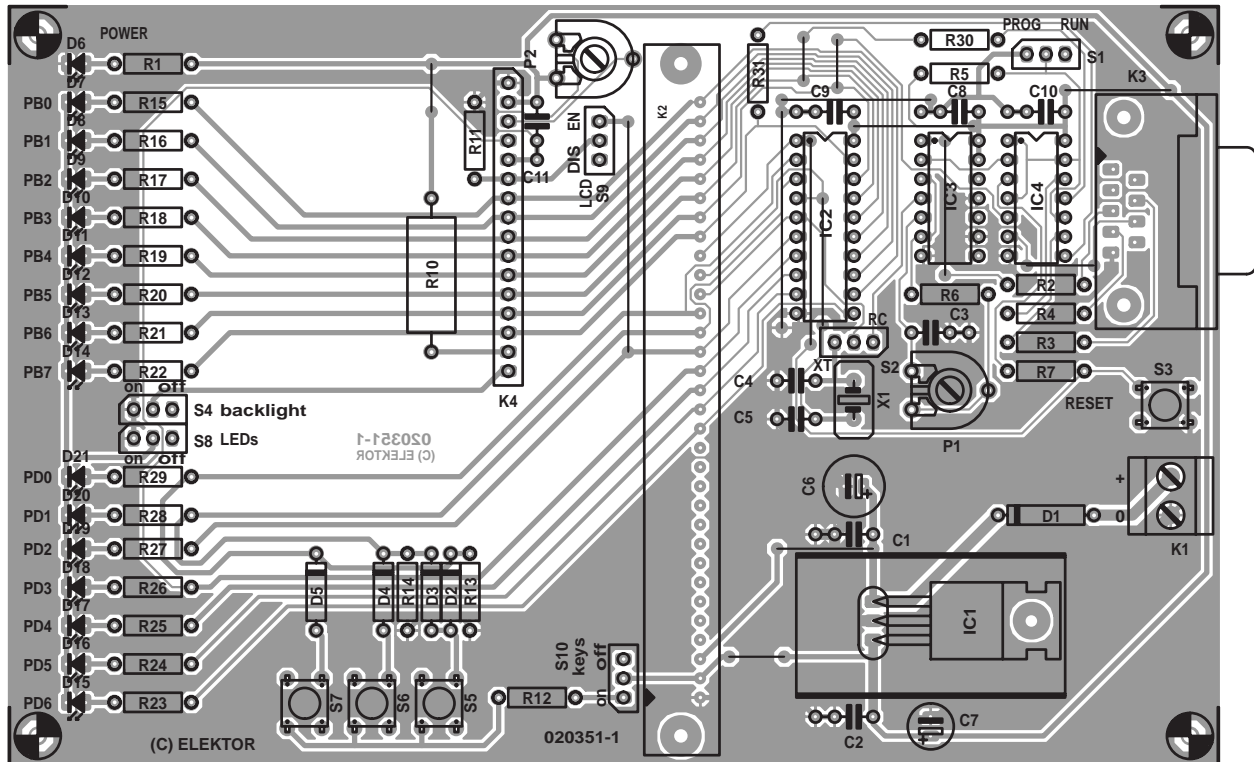 D6 POWER
R1
D7
PB0 R15
D8
PB1 R16
D9
PB2 R17
D10
PB3 R18
D11
PB4 R19
D12
PB5 R20
D13
PB6 R21
D14
PB7 R22
on off
S4 backlight
S8 LEDs
on off
D21
PD0 R29
D20
PD1 R28
D19
PD2 R27
D18
PD3 R26
D17
PD4 R25
D16
PD5 R24
D15
PD6 R23
(C) ELEKTOR
020351-1
(C) ELEKTOR
R10
R11
C11
P2
LCD
DIS EN
S9
K4
K2
D5
D4
R14
D3
D2
R13
S7
S6
S5
R12
S10
keys
on off
020351-1
R31
R30
R5
PROG RUN
S1
K3
C9
C8
C10
IC2
IC3
IC4
R2
R4
R3
R7
R6
C3
RC
XT
S2
C4
C5
X1
P1
S3
RESET
C6
+
C1
D1
+
0
K1
IC1
C2
C7
+